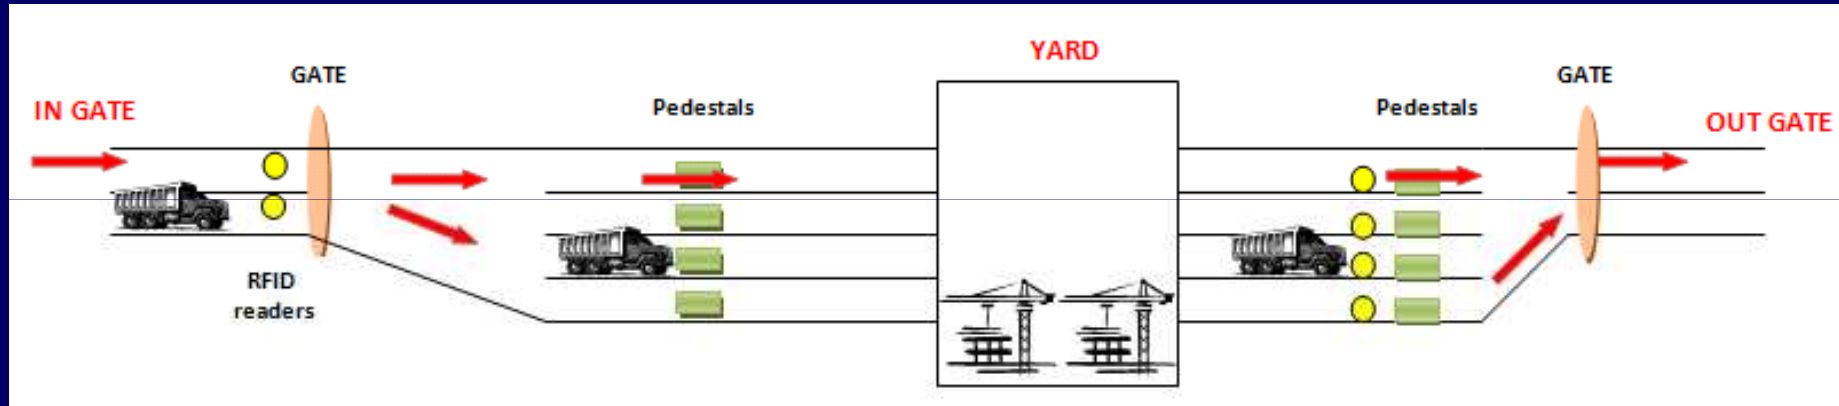 YARD
GATE
GATE
IN GATE
Pedestals
Pedestals
OUT GATE
RFID
readers